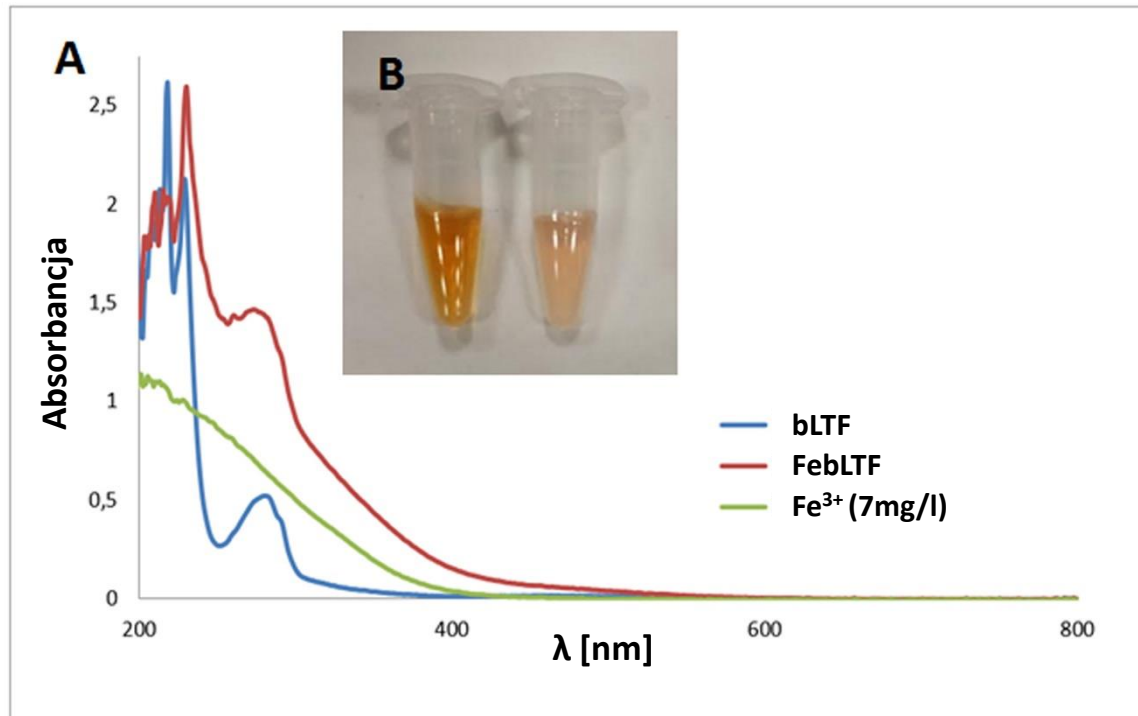 A
B
2,5
2
1,5
1
0,5
0
Absorbancja
200
400
600
800
λ [nm]
bLTF
FebLTF
Fe³⁺ (7mg/l)